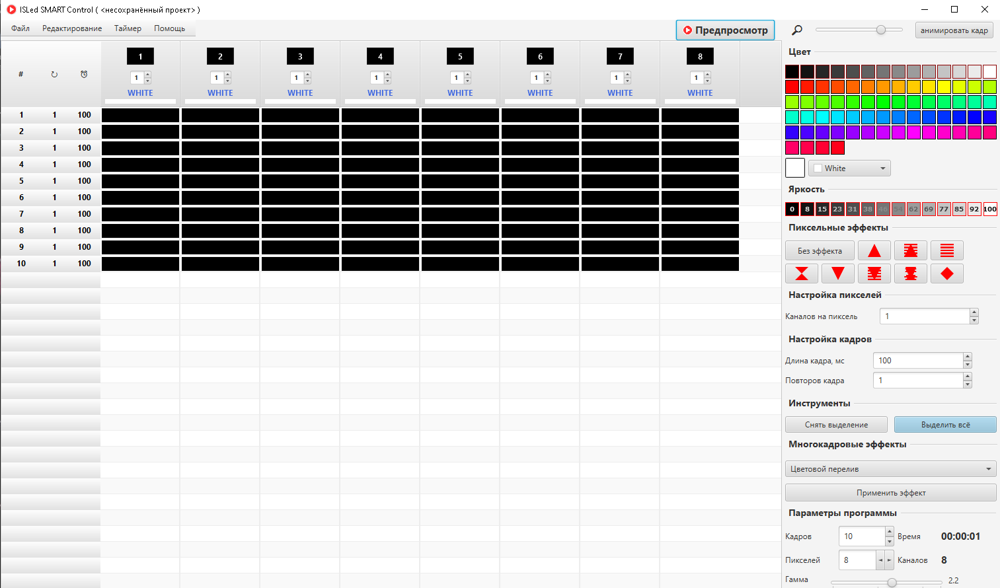 ISLed SMART Control ( <несохранённый проект> )
Файл Редактирование Таймер Помощь
Предпросмотр
анимировать кадр
# ↻ ⏰ 1 2 3 4 5 6 7 8
1 1 1 1 1 1 1 1
WHITE WHITE WHITE WHITE WHITE WHITE WHITE WHITE
1 1 100
2 1 100
3 1 100
4 1 100
5 1 100
6 1 100
7 1 100
8 1 100
9 1 100
10 1 100
Цвет
White
Яркость
0 8 15 23 31 38 46 54 62 69 77 85 92 100
Пиксельные эффекты
Без эффекта
Настройка пикселей
Каналов на пиксель 1
Настройка кадров
Длина кадра, мс 100
Повторов кадра 1
Инструменты
Снять выделение Выделить всё
Многокадровые эффекты
Цветовой перелив
Применить эффект
Параметры программы
Кадров 10 Время 00:00:01
Пикселей 8 Каналов 8
Гамма 2.2